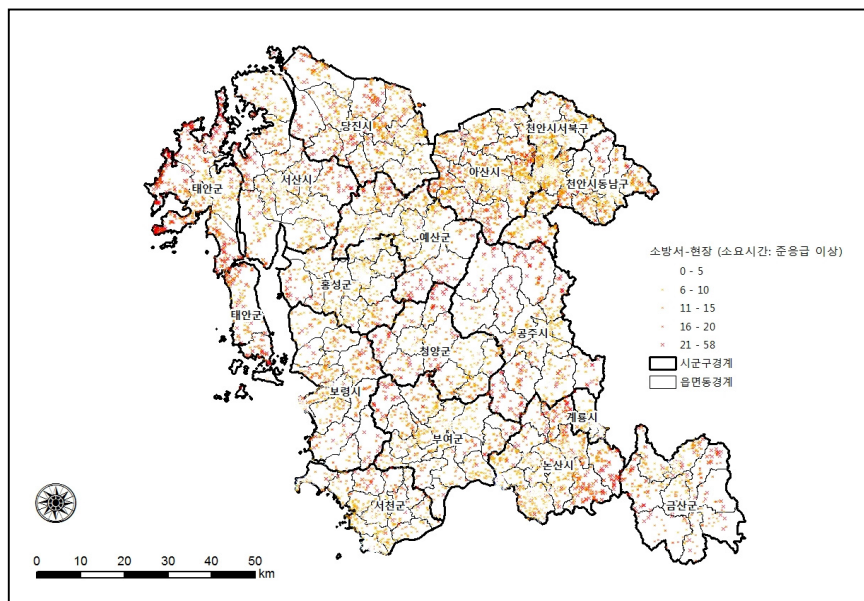 당진시
천안시서북구
아산시
서산시
천안시동남구
태안군
예산군
소방서-현장 (소요시간: 준응급 이상)
0 - 5
6 - 10
홍성군
11 - 15
태안군
16 - 20
공주시
21 - 58
청양군
시군구경계
읍면동경계
보령시
계룡시
부여군
논산시
서천군
금산군
0 10 20 30 40 50
km